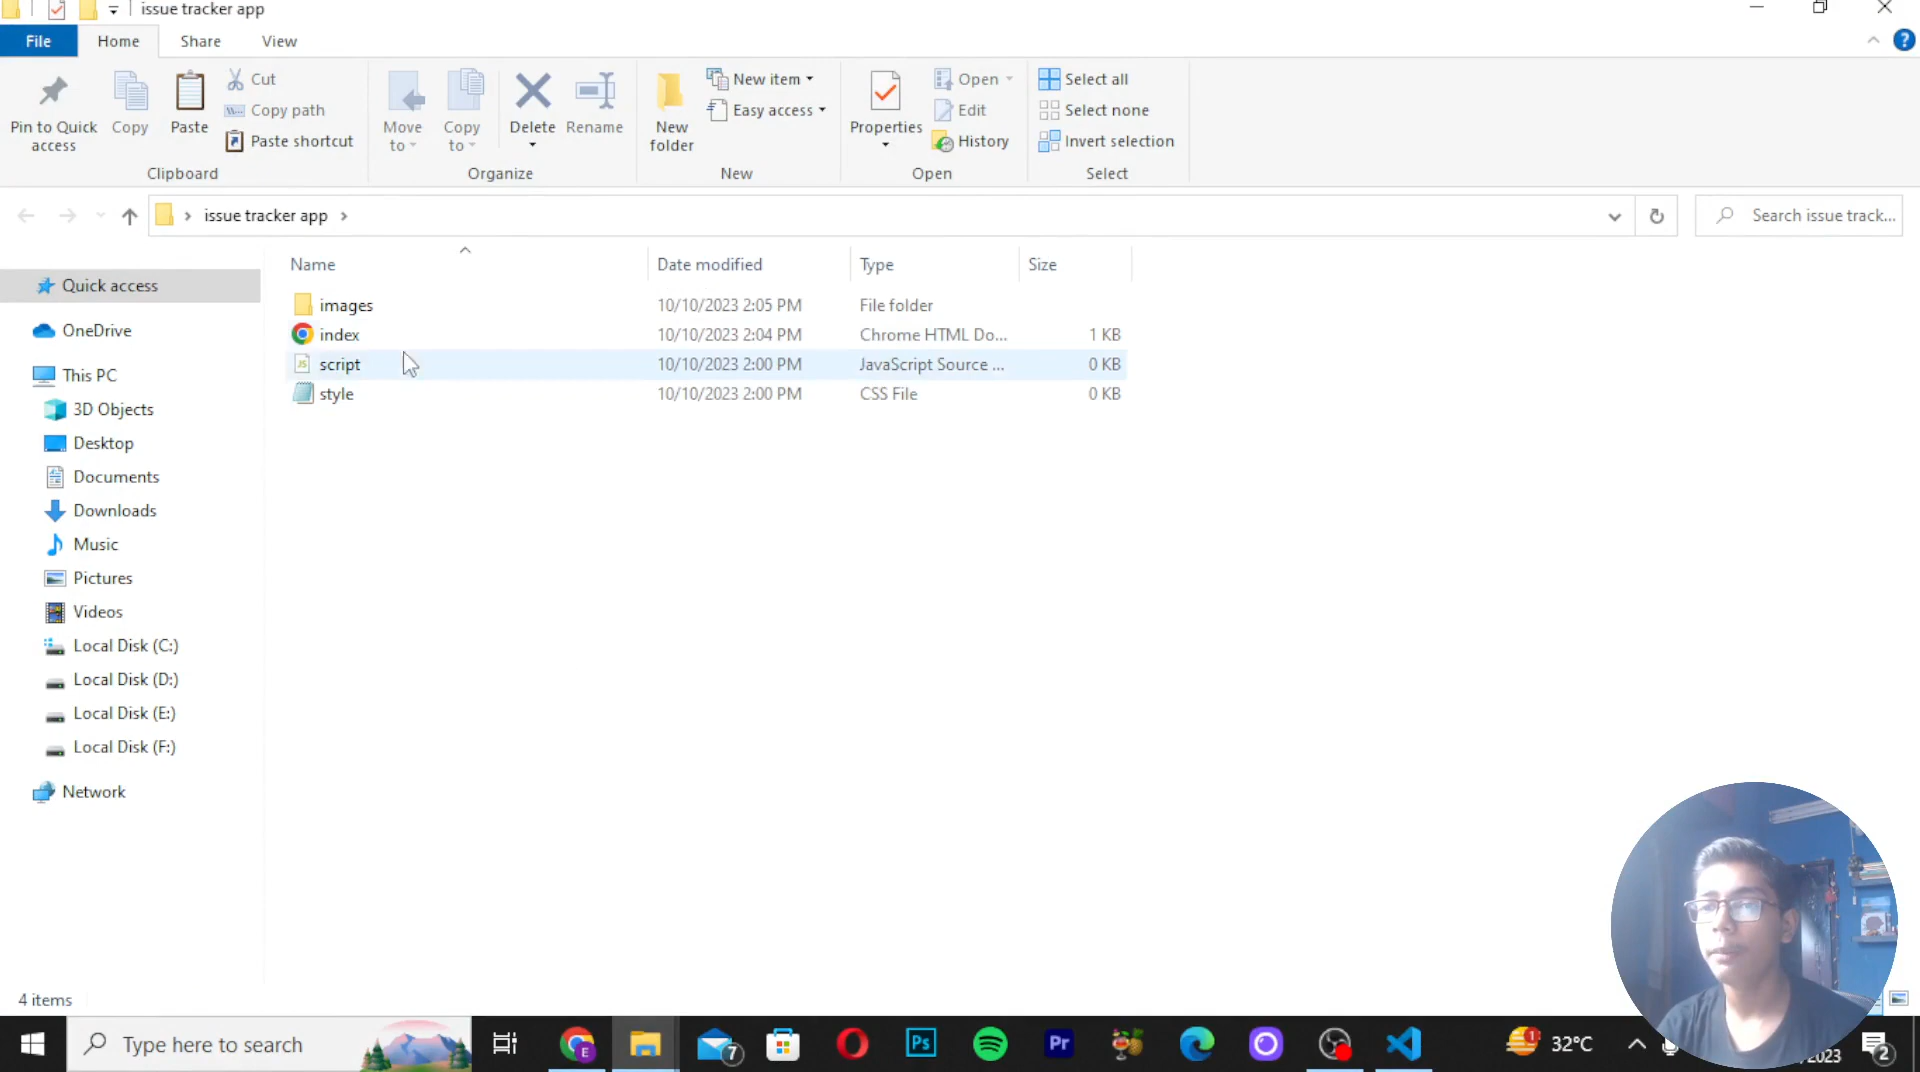 issue tracker app
File Home Share View
Pin to Quick access
Copy
Paste
Cut
Copy path
Paste shortcut
Clipboard
Move to
Copy to
Delete
Rename
Organize
New folder
New item
Easy access
New
Properties
Open
Edit
History
Open
Select all
Select none
Invert selection
Select
issue tracker app
Search issue track...
Name Date modified Type Size
images 10/10/2023 2:05 PM File folder
index 10/10/2023 2:04 PM Chrome HTML Do... 1 KB
script 10/10/2023 2:00 PM JavaScript Source ... 0 KB
style 10/10/2023 2:00 PM CSS File 0 KB
Quick access
OneDrive
This PC
3D Objects
Desktop
Documents
Downloads
Music
Pictures
Videos
Local Disk (C:)
Local Disk (D:)
Local Disk (E:)
Local Disk (F:)
Network
4 items
Type here to search
E
7
Ps
Pr
1
32°C
2